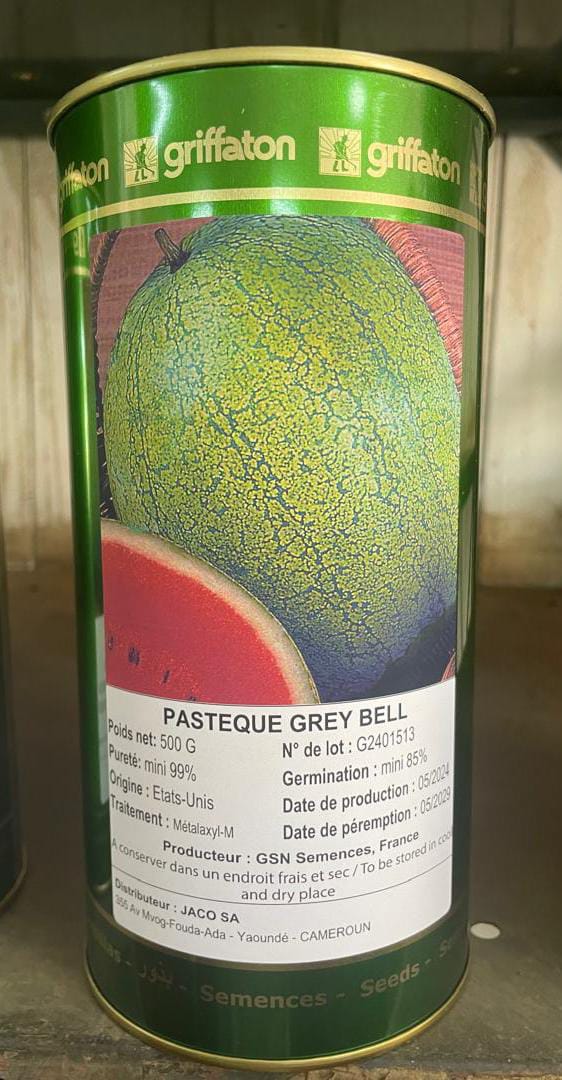 griffaton griffaton griffaton
PASTEQUE GREY BELL
Poids net: 500 G
Pureté: mini 99%
Origine : Etats-Unis
Traitement : Métalaxyl-M
N° de lot : G2401513
Germination : mini 85%
Date de production : 05/2024
Date de péremption : 05/2029
Producteur : GSN Semences, France
A conserver dans un endroit frais et sec / To be stored in cool
and dry place
Distributeur : JACO SA
355 Av Mvog-Fouda-Ada - Yaoundé - CAMEROUN
بذور - Semences - Seeds -